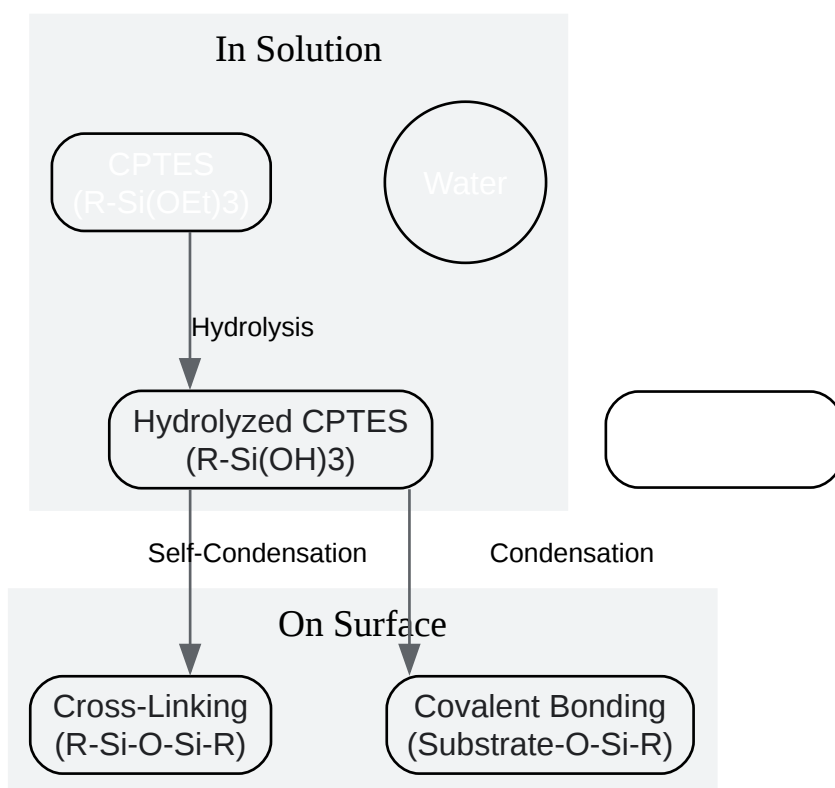 In Solution
CPTES
(R-Si(OEt)3)
Water
Hydrolysis
Hydrolyzed CPTES
(R-Si(OH)3)
Self-Condensation
Condensation
On Surface
Cross-Linking
(R-Si-O-Si-R)
Covalent Bonding
(Substrate-O-Si-R)